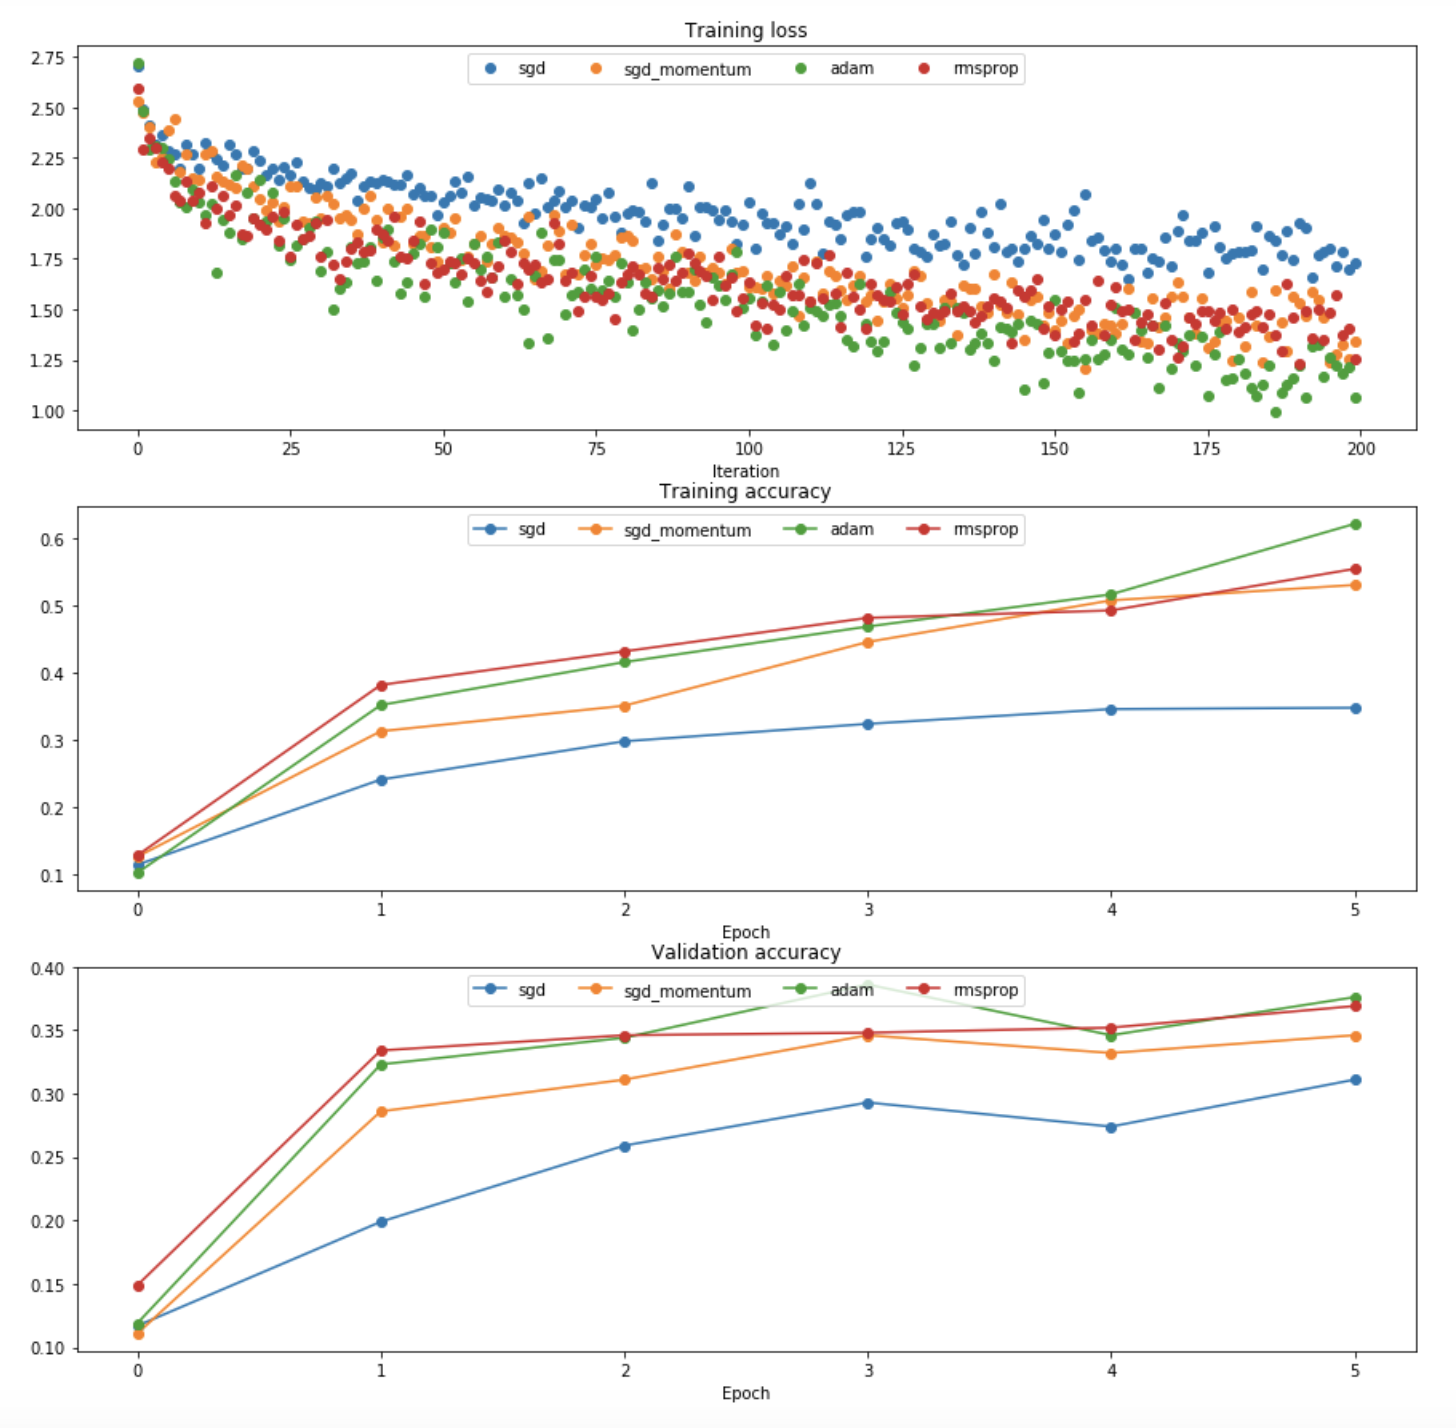 Training loss
sgd sgd_momentum adam rmsprop
2.75
2.50
2.25
2.00
1.75
1.50
1.25
1.00
0 25 50 75 100 125 150 175 200
Iteration
Training accuracy
sgd sgd_momentum adam rmsprop
0.6
0.5
0.4
0.3
0.2
0.1
0 1 2 3 4 5
Epoch
Validation accuracy
0.40
sgd sgd_momentum adam rmsprop
0.35
0.30
0.25
0.20
0.15
0.10
0 1 2 3 4 5
Epoch